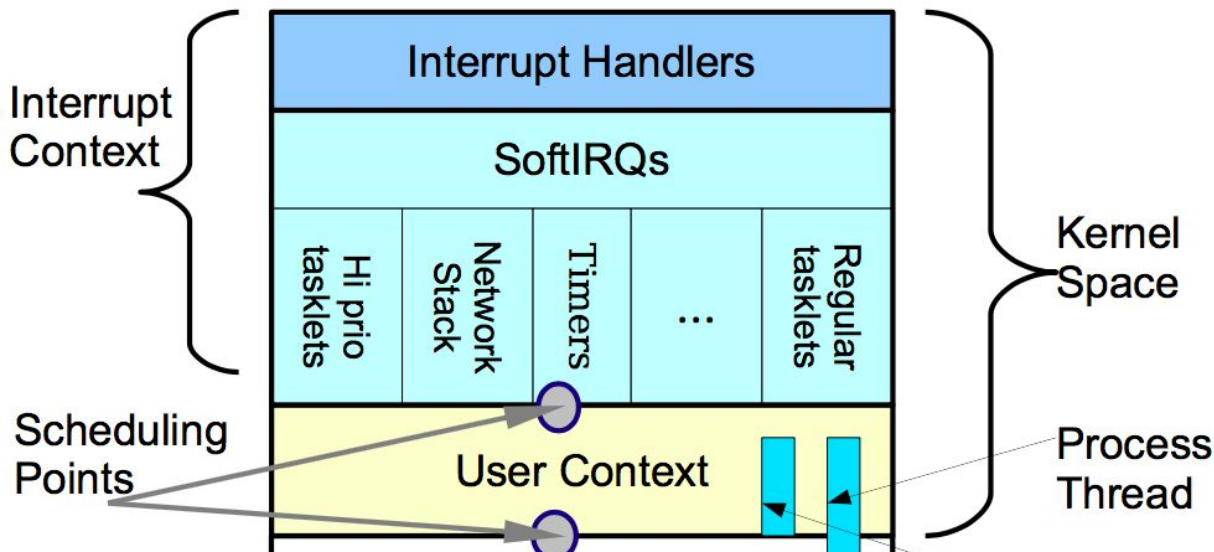 Interrupt Handlers
Interrupt
Context
SoftIRQs
Hi prio
tasklets
Network
Stack
Timers
...
Regular
tasklets
Kernel
Space
Scheduling
Points
User Context
Process
Thread